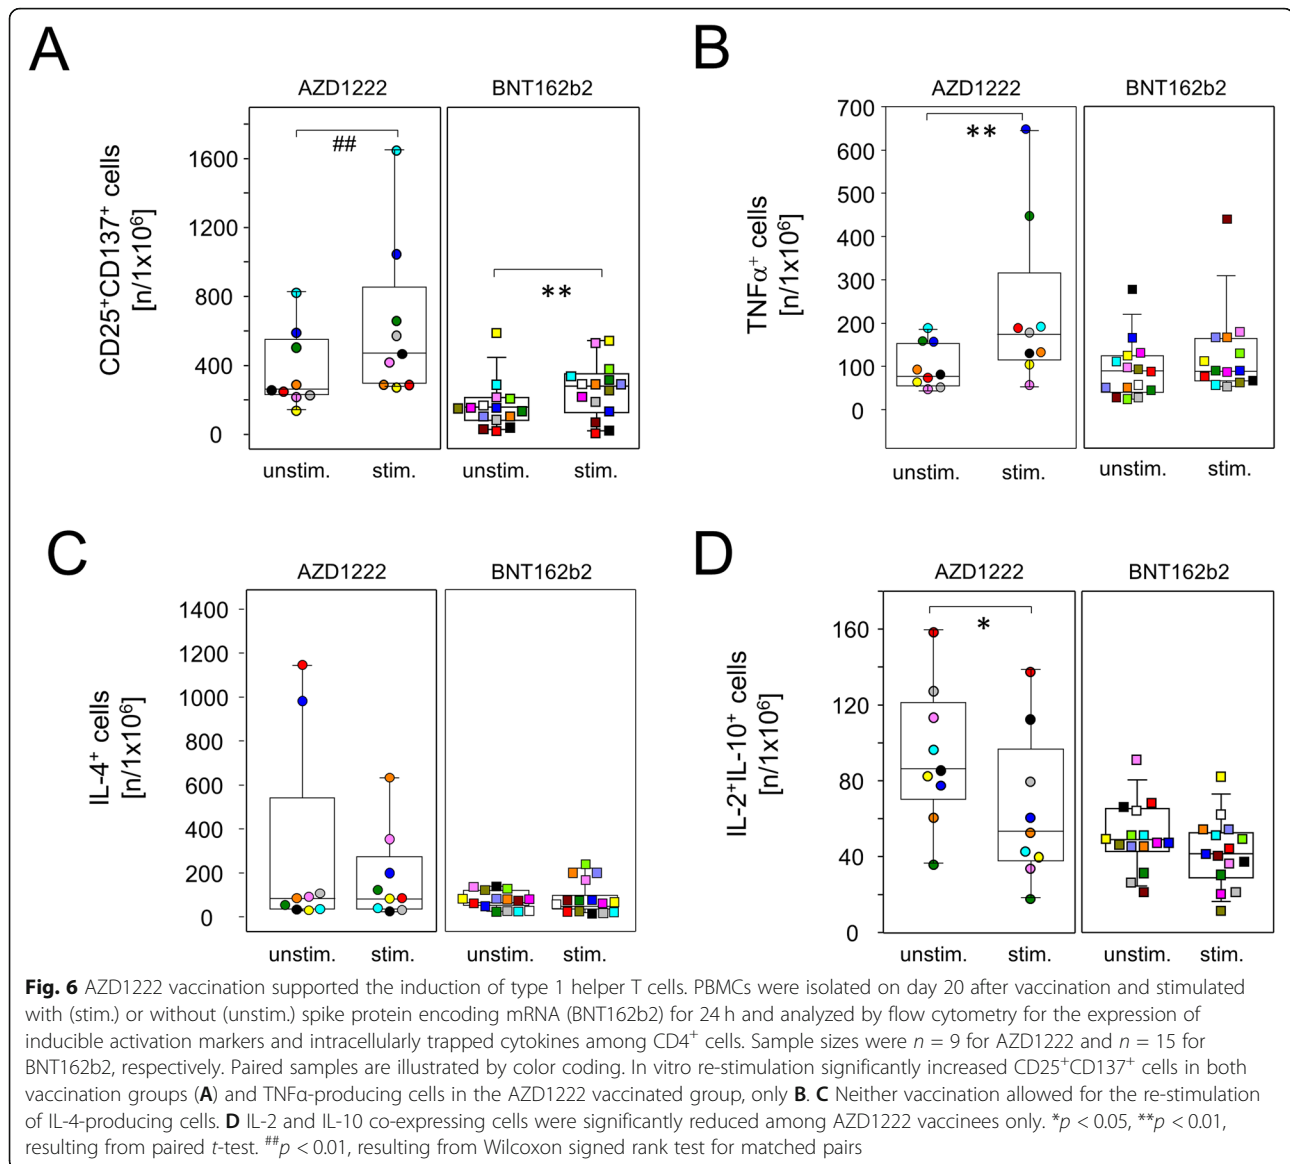 A
AZD1222
BNT162b2
CD25⁺CD137⁺ cells
[n/1x10⁶]
1600
1200
800
400
0
##
**
unstim.
stim.
unstim.
stim.
B
AZD1222
BNT162b2
TNFα⁺ cells
[n/1x10⁶]
700
600
500
400
300
200
100
0
**
unstim.
stim.
unstim.
stim.
C
AZD1222
BNT162b2
IL-4⁺ cells
[n/1x10⁶]
1400
1200
1000
800
600
400
200
0
unstim.
stim.
unstim.
stim.
D
AZD1222
BNT162b2
IL-2⁺IL-10⁺ cells
[n/1x10⁶]
160
120
80
40
0
*
unstim.
stim.
unstim.
stim.
Fig. 6 AZD1222 vaccination supported the induction of type 1 helper T cells. PBMCs were isolated on day 20 after vaccination and stimulated
with (stim.) or without (unstim.) spike protein encoding mRNA (BNT162b2) for 24 h and analyzed by flow cytometry for the expression of
inducible activation markers and intracellularly trapped cytokines among CD4⁺ cells. Sample sizes were n = 9 for AZD1222 and n = 15 for
BNT162b2, respectively. Paired samples are illustrated by color coding. In vitro re-stimulation significantly increased CD25⁺CD137⁺ cells in both
vaccination groups (A) and TNFα-producing cells in the AZD1222 vaccinated group, only B. C Neither vaccination allowed for the re-stimulation
of IL-4-producing cells. D IL-2 and IL-10 co-expressing cells were significantly reduced among AZD1222 vaccinees only. *p < 0.05, **p < 0.01,
resulting from paired t-test. ##p < 0.01, resulting from Wilcoxon signed rank test for matched pairs